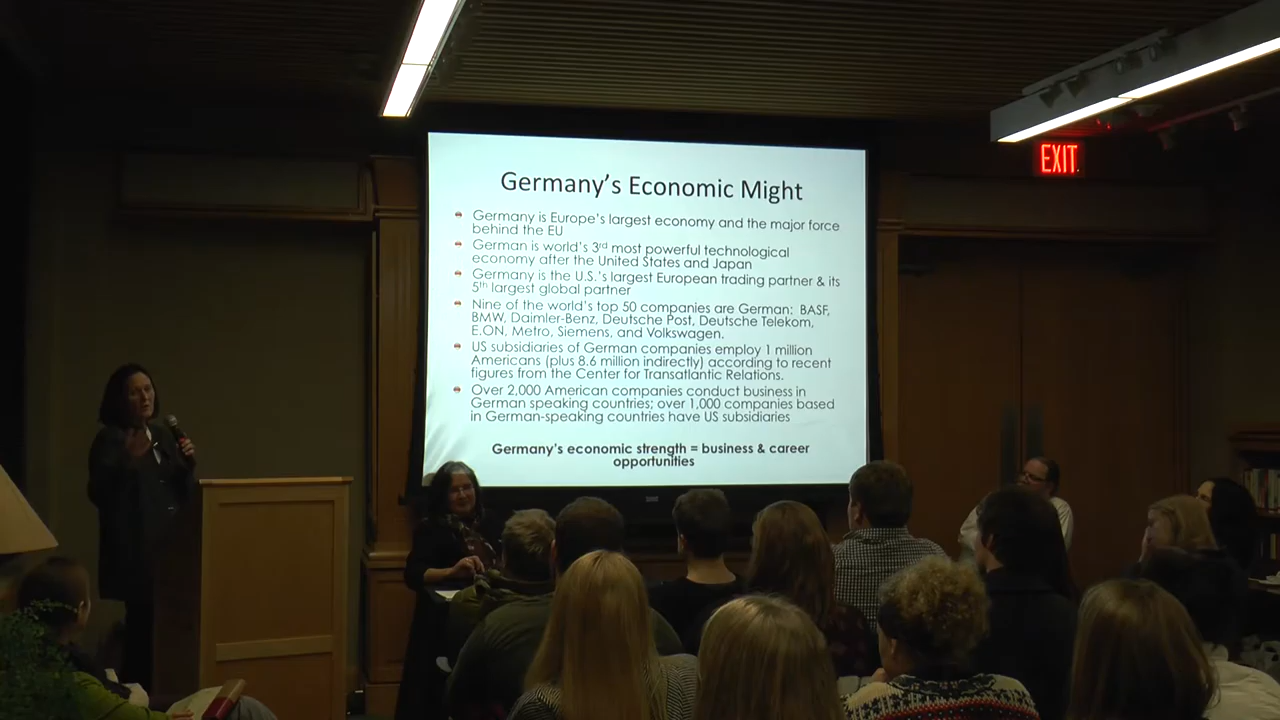 EXIT
Germany's Economic Might
Germany is Europe's largest economy and the major force
behind the EU
German is world's 3rd most powerful technological
economy after the United States and Japan
Germany is the U.S.'s largest European trading partner & its
5th largest global partner
Nine of the world's top 50 companies are German: BASF,
BMW, Daimler-Benz, Deutsche Post, Deutsche Telekom,
E.ON, Metro, Siemens, and Volkswagen.
US subsidiaries of German companies employ 1 million
Americans (plus 8.6 million indirectly) according to recent
figures from the Center for Transatlantic Relations.
Over 2,000 American companies conduct business in
German speaking countries; over 1,000 companies based
in German-speaking countries have US subsidiaries
Germany's economic strength = business & career
opportunities